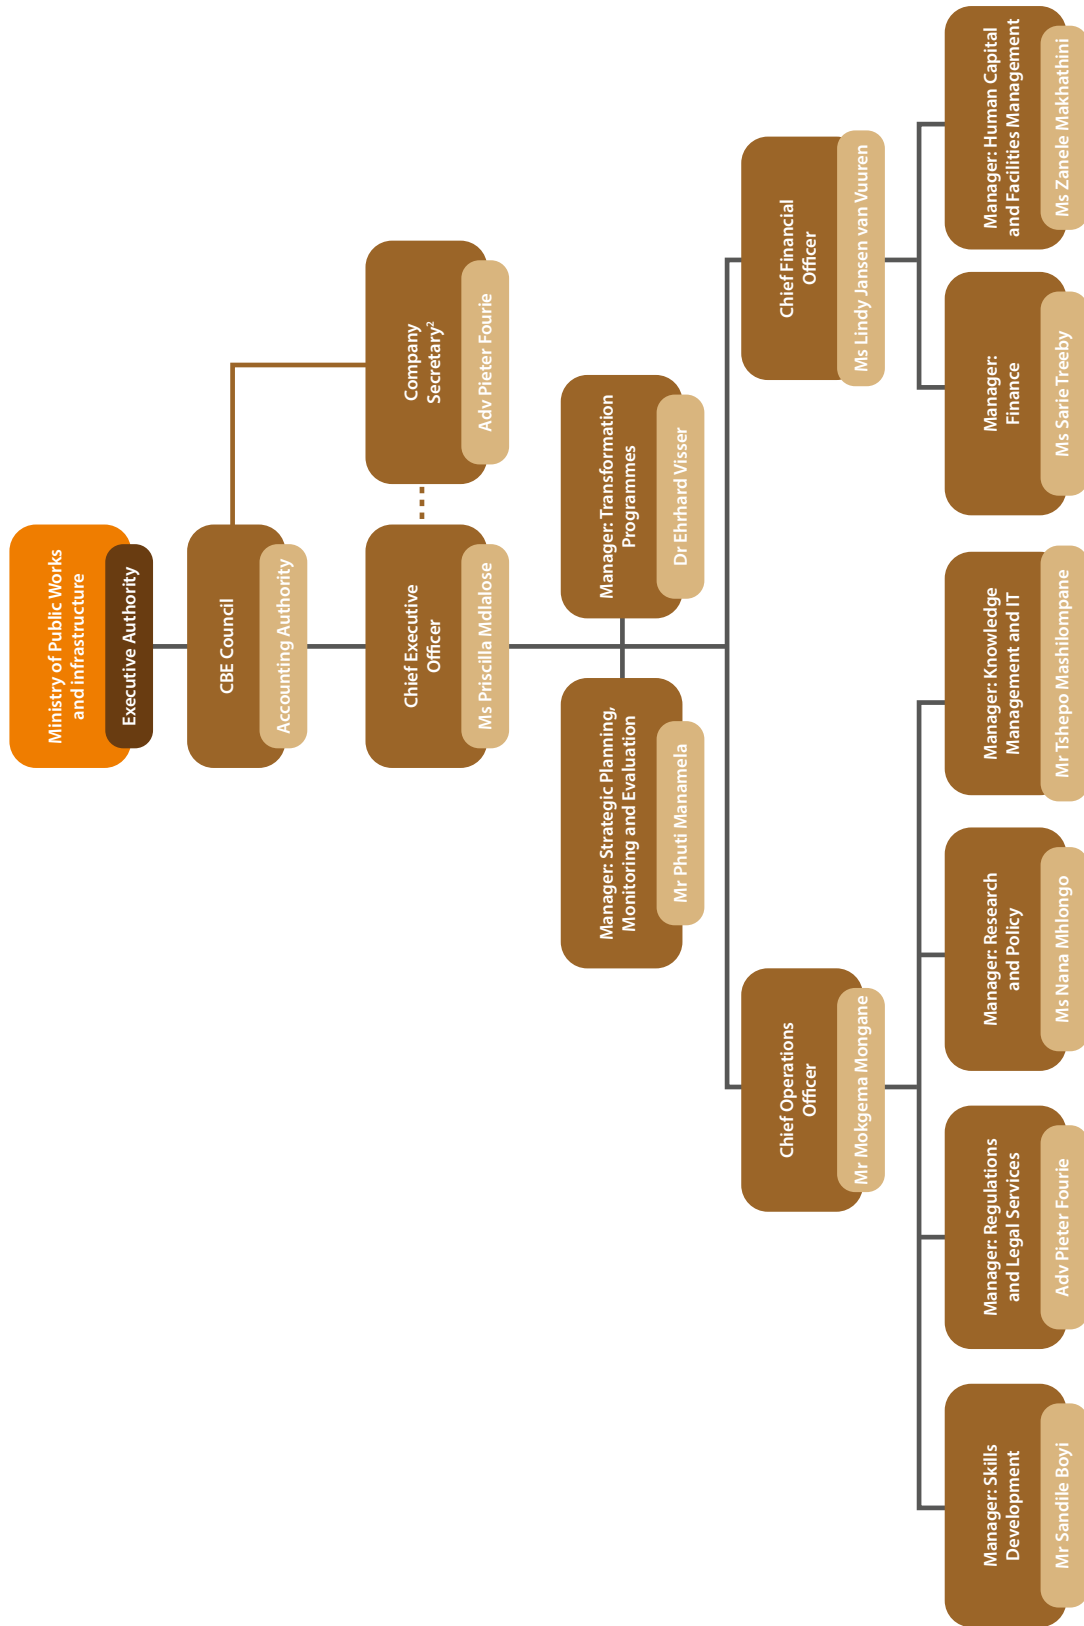 Ministry of Public Works
and infrastructure
Executive Authority
CBE Council
Accounting Authority
Chief Executive
Officer
Ms Priscilla Mdlalose
Company
Secretary²
Adv Pieter Fourie
Manager: Strategic Planning,
Monitoring and Evaluation
Mr Phuti Manamela
Manager: Transformation
Programmes
Dr Ehrhard Visser
Chief Operations
Officer
Mr Mokgema Mongane
Chief Financial
Officer
Ms Lindy Jansen van Vuuren
Manager: Skills
Development
Mr Sandile Boyi
Manager: Regulations
and Legal Services
Adv Pieter Fourie
Manager: Research
and Policy
Ms Nana Mhlongo
Manager: Knowledge
Management and IT
Mr Tshepo Mashilompane
Manager:
Finance
Ms Sarie Treeby
Manager: Human Capital
and Facilities Management
Ms Zanele Makhathini